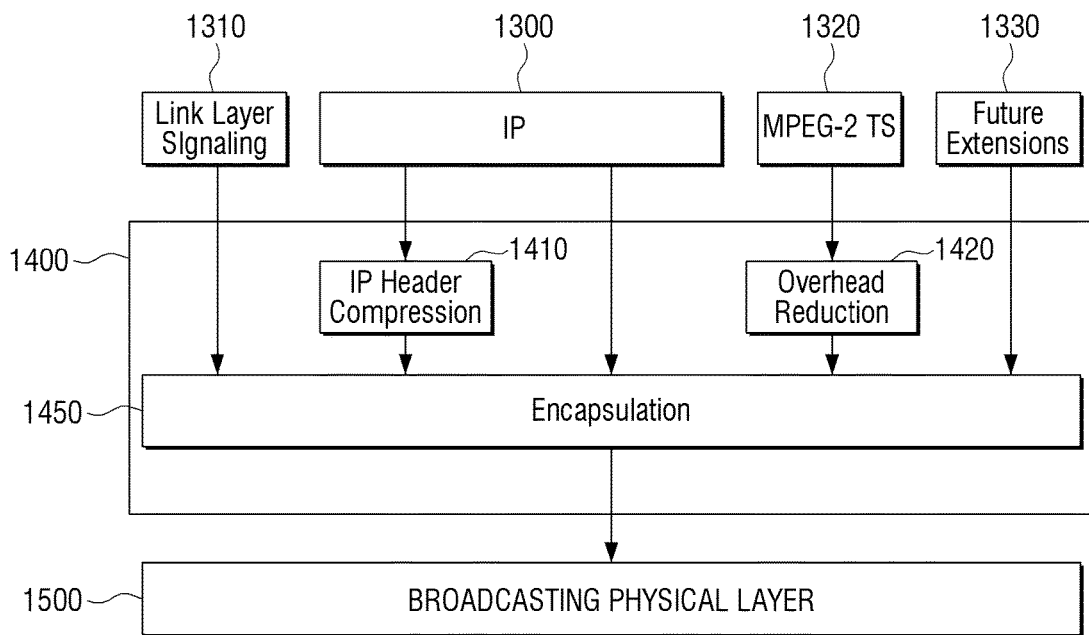 1310
1300
1320
1330
Link Layer
SIgnaling
IP
MPEG-2 TS
Future
Extensions
1400
1410
1420
IP Header
Compression
Overhead
Reduction
1450
Encapsulation
1500
BROADCASTING PHYSICAL LAYER